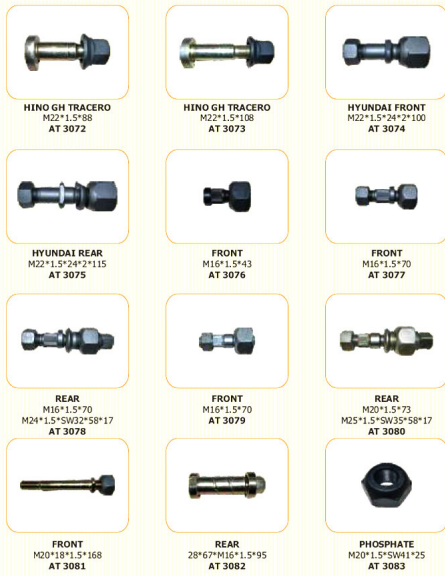 HINO GH TRACERO
M22*1.5*88
AT 3072
HINO GH TRACERO
M22*1.5*108
AT 3073
HYUNDAI FRONT
M22*1.5*24*2*100
AT 3074
HYUNDAI REAR
M22*1.5*24*2*115
AT 3075
FRONT
M16*1.5*43
AT 3076
FRONT
M16*1.5*70
AT 3077
REAR
M16*1.5*70
M24*1.5*SW32*58*17
AT 3078
FRONT
M16*1.5*70
AT 3079
REAR
M20*1.5*73
M25*1.5*SW35*58*17
AT 3080
FRONT
M20*18*1.5*168
AT 3081
REAR
28*67*M16*1.5*95
AT 3082
PHOSPHATE
M20*1.5*SW41*25
AT 3083